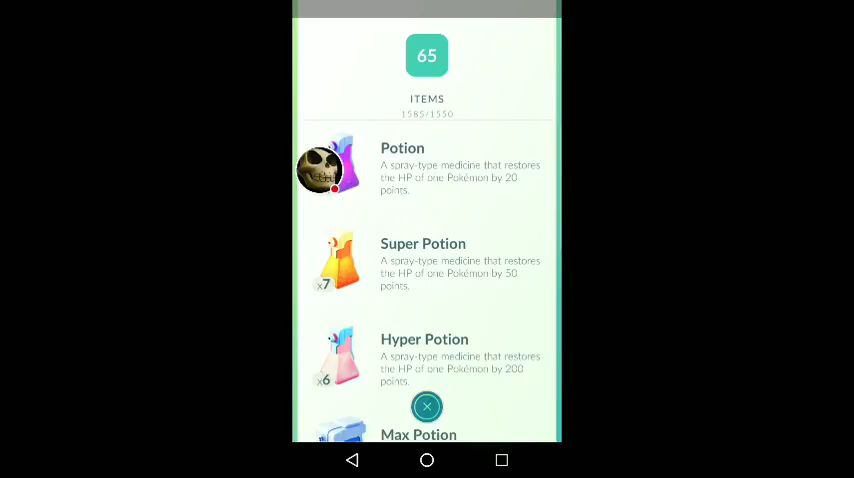 65
ITEMS
1585/1550
Potion
A spray-type medicine that restores
the HP of one Pokémon by 20
points.
Super Potion
A spray-type medicine that restores
the HP of one Pokémon by 50
points.
x7
Hyper Potion
A spray-type medicine that restores
the HP of one Pokémon by 200
points.
x6
Max Potion